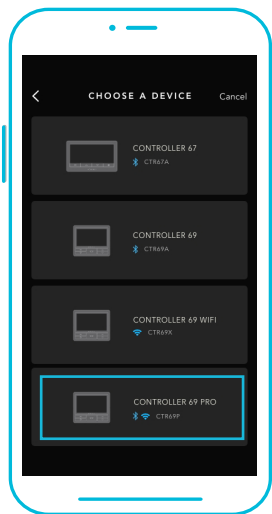 CHOOSE A DEVICE Cancel
CONTROLLER 67
CTR67A
CONTROLLER 69
CTR69A
CONTROLLER 69 WIFI
CTR69X
CONTROLLER 69 PRO
CTR69P